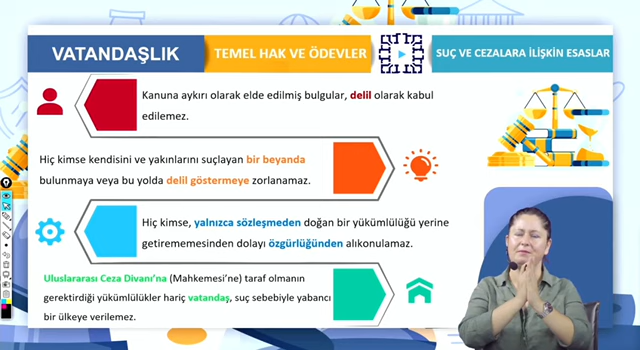 VATANDAŞLIK
TEMEL HAK VE ÖDEVLER
SUÇ VE CEZALARA İLİŞKİN ESASLAR
Kanuna aykırı olarak elde edilmiş bulgular, delil olarak kabul
edilemez.
Hiç kimse kendisini ve yakınlarını suçlayan bir beyanda
bulunmaya veya bu yolda delil göstermeye zorlanamaz.
Hiç kimse, yalnızca sözleşmeden doğan bir yükümlülüğü yerine
getirememesinden dolayı özgürlüğünden alıkonulamaz.
Uluslararası Ceza Divanı’na (Mahkemesi’ne) taraf olmanın
gerektirdiği yükümlülükler hariç vatandaş, suç sebebiyle yabancı
bir ülkeye verilemez.